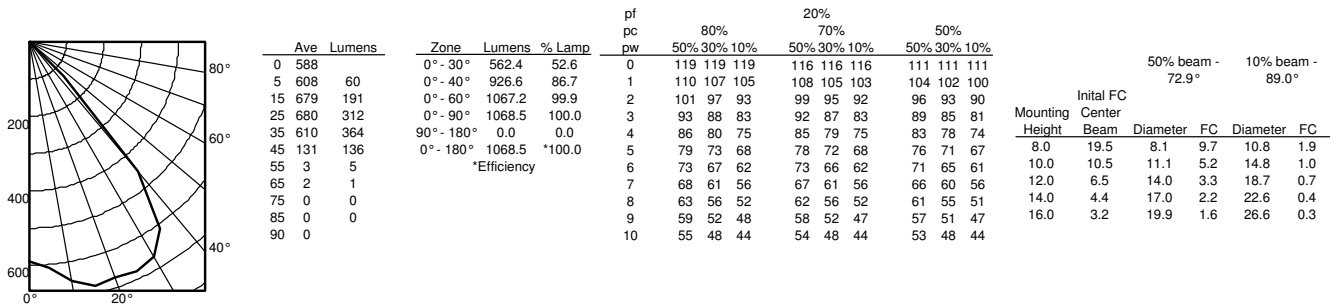 80°
60°
40°
20°
0°
200
400
600
Ave Lumens
0 588
5 608 60
15 679 191
25 680 312
35 610 364
45 131 136
55 3 5
65 2 1
75 0 0
85 0 0
90 0
Zone Lumens % Lamp
0°- 30° 562.4 52.6
0°- 40° 926.6 86.7
0°- 60° 1067.2 99.9
0°- 90° 1068.5 100.0
90°- 180° 0.0 0.0
0°- 180° 1068.5 *100.0
*Efficiency
pf 20%
pc 80% 70% 50%
pw 50% 30% 10% 50% 30% 10% 50% 30% 10%
0 119 119 119 116 116 116 111 111 111
1 110 107 105 108 105 103 104 102 100
2 101 97 93 99 95 92 96 93 90
3 93 88 83 92 87 83 89 85 81
4 86 80 75 85 79 75 83 78 74
5 79 73 68 78 72 68 76 71 67
6 73 67 62 73 66 62 71 65 61
7 68 61 56 67 61 56 66 60 56
8 63 56 52 62 56 52 61 55 51
9 59 52 48 58 52 47 57 51 47
10 55 48 44 54 48 44 53 48 44
50% beam - 10% beam -
72.9° 89.0°
Inital FC
Mounting Center
Height Beam Diameter FC Diameter FC
8.0 19.5 8.1 9.7 10.8 1.9
10.0 10.5 11.1 5.2 14.8 1.0
12.0 6.5 14.0 3.3 18.7 0.7
14.0 4.4 17.0 2.2 22.6 0.4
16.0 3.2 19.9 1.6 26.6 0.3